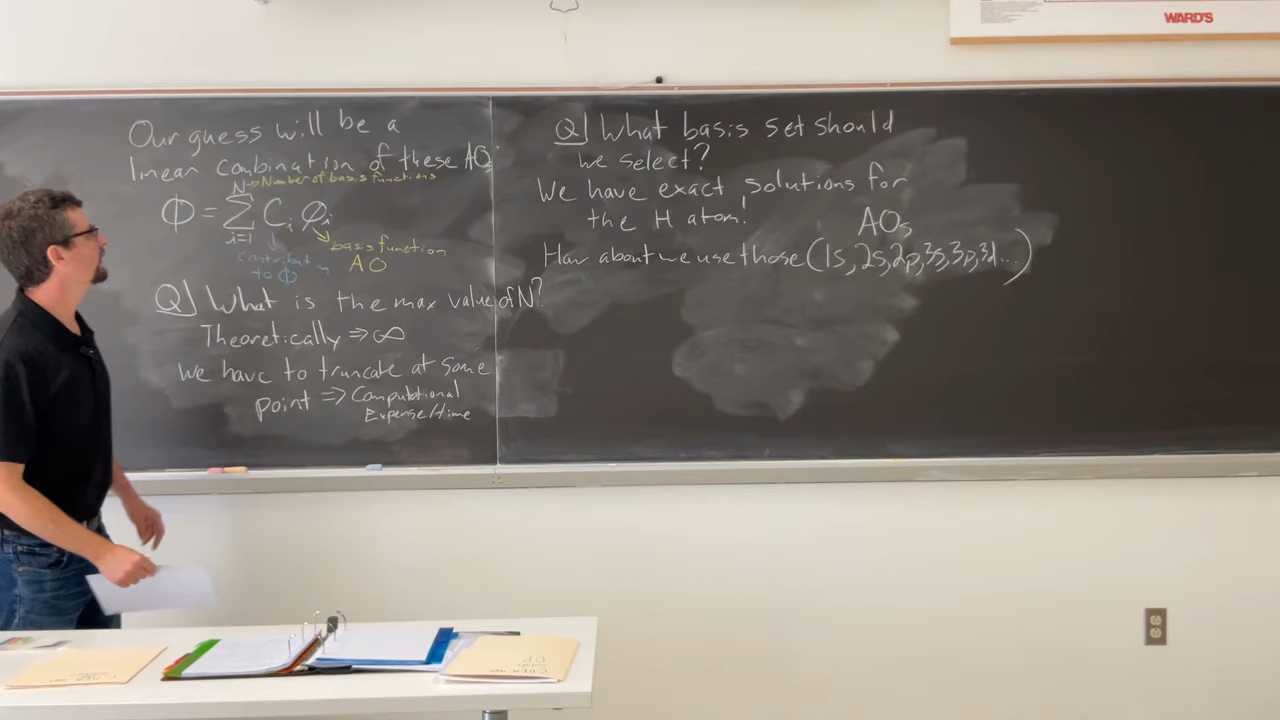 WARD'S
Our guess will be a
linear combination of these AO
N → Number of basis functions
Φ = Σ Ci φi
i=1
basis function
AO
contribution
to Φ
Q] What is the max value of N?
Theoretically ⇒ ∞
We have to truncate at some
point ⇒ Computational
Expense/time
Q] What basis set should
we select?
We have exact solutions for
the H atom!
AOs
How about we use those (1s, 2s, 2p, 3s, 3p, 3d...)